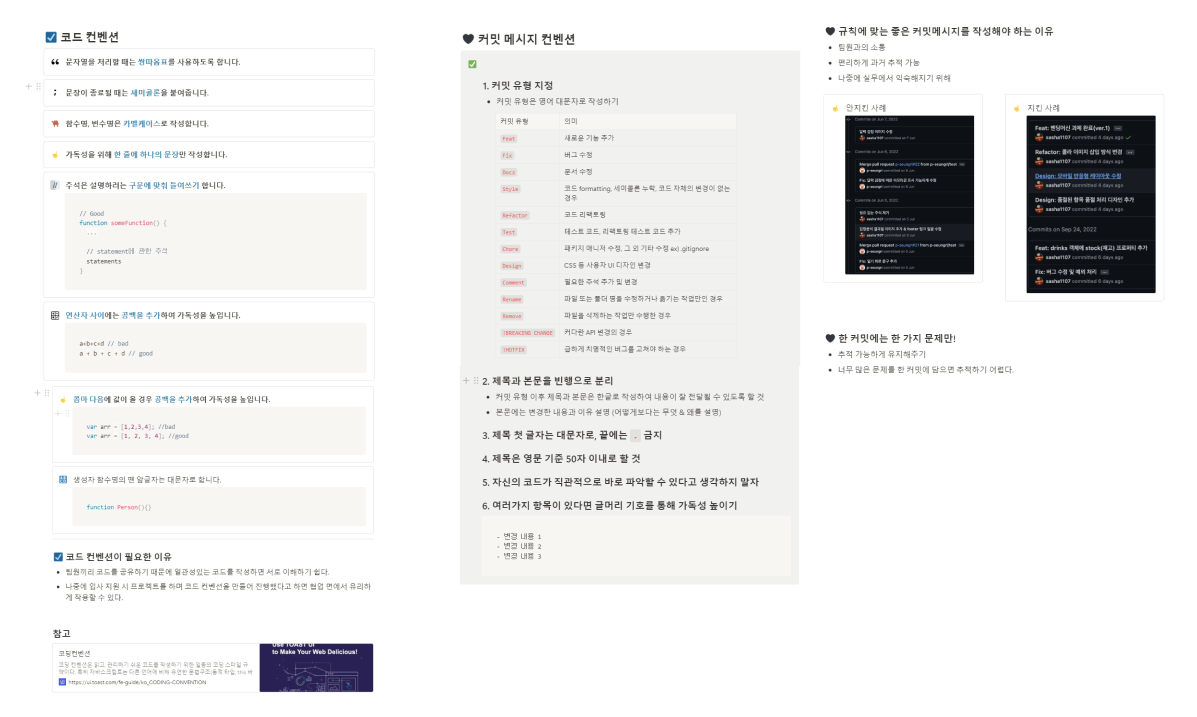 코드 컨벤션
문자열을 처리할 때는 쌍따옴표를 사용하도록 합니다.
; 문장이 종료될 때는 세미콜론을 붙여줍니다.
함수명, 변수명은 카멜케이스로 작성합니다.
가독성을 위해 한 줄에 하나의 문장만 작성합니다.
// 주석은 설명하려는 구문에 맞춰 들여쓰기 합니다.
// Good
function someFunction() {
...
// statement에 관한 주석
statements
}
연산자 사이에는 공백을 추가하여 가독성을 높입니다.
a+b+c+d // bad
a + b + c + d // good
콤마 다음에 값이 올 경우 공백을 추가하여 가독성을 높입니다.
var arr = [1,2,3,4]; //bad
var arr = [1, 2, 3, 4]; //good
생성자 함수명의 맨 앞글자는 대문자로 합니다.
function Person(){}
코드 컨벤션이 필요한 이유
• 팀원끼리 코드를 공유하기 때문에 일관성있는 코드를 작성하면 서로 이해하기 쉽다.
• 나중에 입사 지원 시 프로젝트를 하며 코드 컨벤션을 만들어 진행했다고 하면 협업 면에서 유리하
게 작용할 수 있다.
참고
코딩컨벤션
코딩 컨벤션은 읽고, 관리하기 쉬운 코드를 작성하기 위한 일종의 코딩 스타일 규
약이다. 특히 자바스크립트는 다른 언어에 비해 유연한 문법구조(동적 타입, this 바
https://ui.toast.com/fe-guide/ko_CODING-CONVENTION
Use TOAST UI
to Make Your Web Delicious!
커밋 메시지 컨벤션
1. 커밋 유형 지정
• 커밋 유형은 영어 대문자로 작성하기
커밋 유형 의미
Feat 새로운 기능 추가
Fix 버그 수정
Docs 문서 수정
Style 코드 formatting, 세미콜론 누락, 코드 자체의 변경이 없는
경우
Refactor 코드 리팩토링
Test 테스트 코드, 리팩토링 테스트 코드 추가
Chore 패키지 매니저 수정, 그 외 기타 수정 ex) .gitignore
Design CSS 등 사용자 UI 디자인 변경
Comment 필요한 주석 추가 및 변경
Rename 파일 또는 폴더 명을 수정하거나 옮기는 작업만인 경우
Remove 파일을 삭제하는 작업만 수행한 경우
!BREAKING CHANGE 커다란 API 변경의 경우
!HOTFIX 급하게 치명적인 버그를 고쳐야 하는 경우
2. 제목과 본문을 빈행으로 분리
• 커밋 유형 이후 제목과 본문은 한글로 작성하여 내용이 잘 전달될 수 있도록 할 것
• 본문에는 변경한 내용과 이유 설명 (어떻게보다는 무엇 & 왜를 설명)
3. 제목 첫 글자는 대문자로, 끝에는 . 금지
4. 제목은 영문 기준 50자 이내로 할 것
5. 자신의 코드가 직관적으로 바로 파악할 수 있다고 생각하지 말자
6. 여러가지 항목이 있다면 글머리 기호를 통해 가독성 높이기
- 변경 내용 1
- 변경 내용 2
- 변경 내용 3
규칙에 맞는 좋은 커밋메시지를 작성해야 하는 이유
• 팀원과의 소통
• 편리하게 과거 추적 가능
• 나중에 실무에서 익숙해지기 위해
안지킨 사례
Commits on Jun 7, 2022
sasha1107 committed on 7 Jun
Commits on Jun 6, 2022
Merge pull request from p-seungri/fix
p-seungri committed on 6 Jun
sasha1107 committed on 6 Jun
Commits on Jun 5, 2022
sasha1107 committed on 5 Jun
지킨 사례
Feat: 벤딩머신 과제 완료(ver.1)
sasha1107 committed 4 days ago
Refactor: 콜라 이미지 삽입 방식 변경
sasha1107 committed 4 days ago
Design: 모바일 반응형 레이아웃 수정
sasha1107 committed 4 days ago
Design: 품절된 항목 품절 처리 디자인 추가
sasha1107 committed 4 days ago
Commits on Sep 24, 2022
Feat: drinks 객체에 stock(재고) 프로퍼티 추가
sasha1107 committed 6 days ago
Fix: 버그 수정 및 예외 처리
sasha1107 committed 6 days ago
한 커밋에는 한 가지 문제만!
• 추적 가능하게 유지해주기
• 너무 많은 문제를 한 커밋에 담으면 추적하기 어렵다.